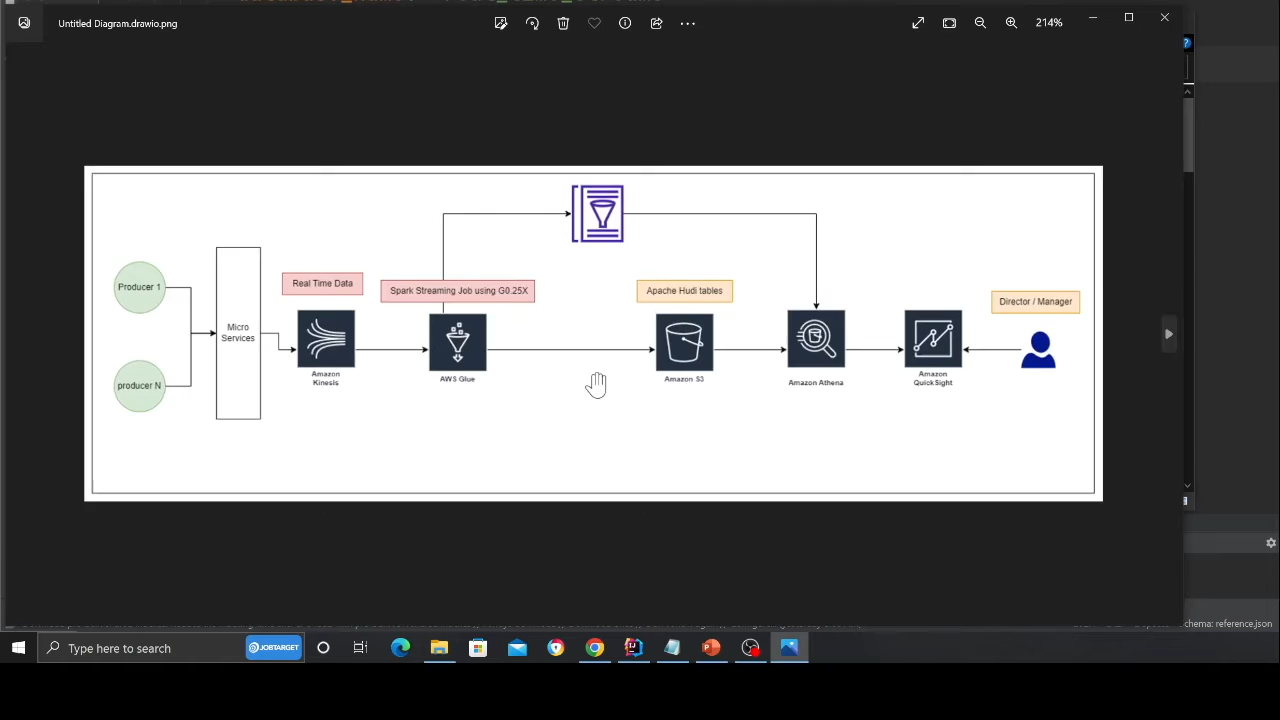 Untitled Diagram.drawio.png
214%
Producer 1
producer N
Micro
Services
Real Time Data
Amazon
Kinesis
Spark Streaming Job using G0.25X
AWS Glue
Apache Hudi tables
Amazon S3
Amazon Athena
Amazon
QuickSight
Director / Manager
chema: reference.json
Type here to search
JOBTARGET